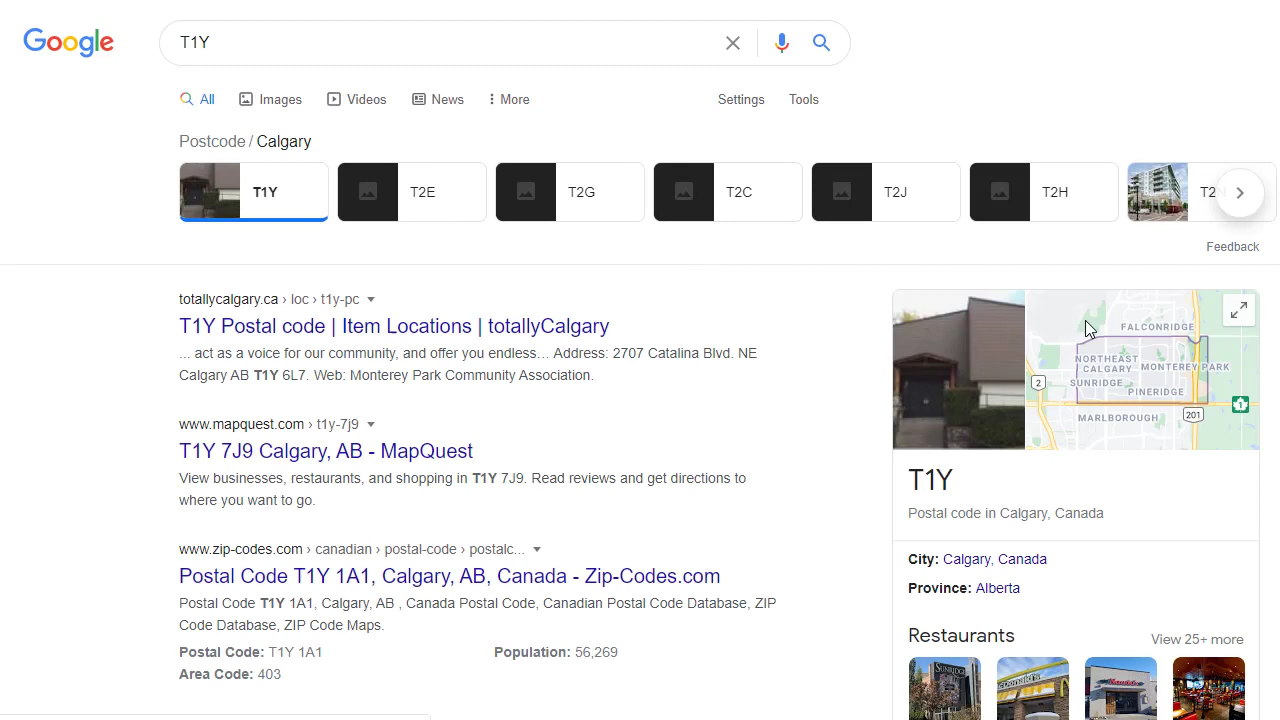 Google
T1Y
All
Images
Videos
News
More
Settings
Tools
Postcode / Calgary
T1Y
T2E
T2G
T2C
T2J
T2H
Feedback
totallycalgary.ca › loc › t1y-pc
T1Y Postal code | Item Locations | totallyCalgary
... act as a voice for our community, and offer you endless… Address: 2707 Catalina Blvd. NE
Calgary AB T1Y 6L7. Web: Monterey Park Community Association.
www.mapquest.com › t1y-7j9
T1Y 7J9 Calgary, AB - MapQuest
View businesses, restaurants, and shopping in T1Y 7J9. Read reviews and get directions to
where you want to go.
www.zip-codes.com › canadian › postal-code › postalc...
Postal Code T1Y 1A1, Calgary, AB, Canada - Zip-Codes.com
Postal Code T1Y 1A1, Calgary, AB , Canada Postal Code, Canadian Postal Code Database, ZIP
Code Database, ZIP Code Maps.
Postal Code: T1Y 1A1
Population: 56,269
Area Code: 403
FALCONRIDGE
NORTHEAST
CALGARY
MONTEREY PARK
2
SUNRIDGE
PINERIDGE
1
MARLBOROUGH
201
T1Y
Postal code in Calgary, Canada
City: Calgary, Canada
Province: Alberta
Restaurants
View 25+ more
SUNRIDGE
McDonald's